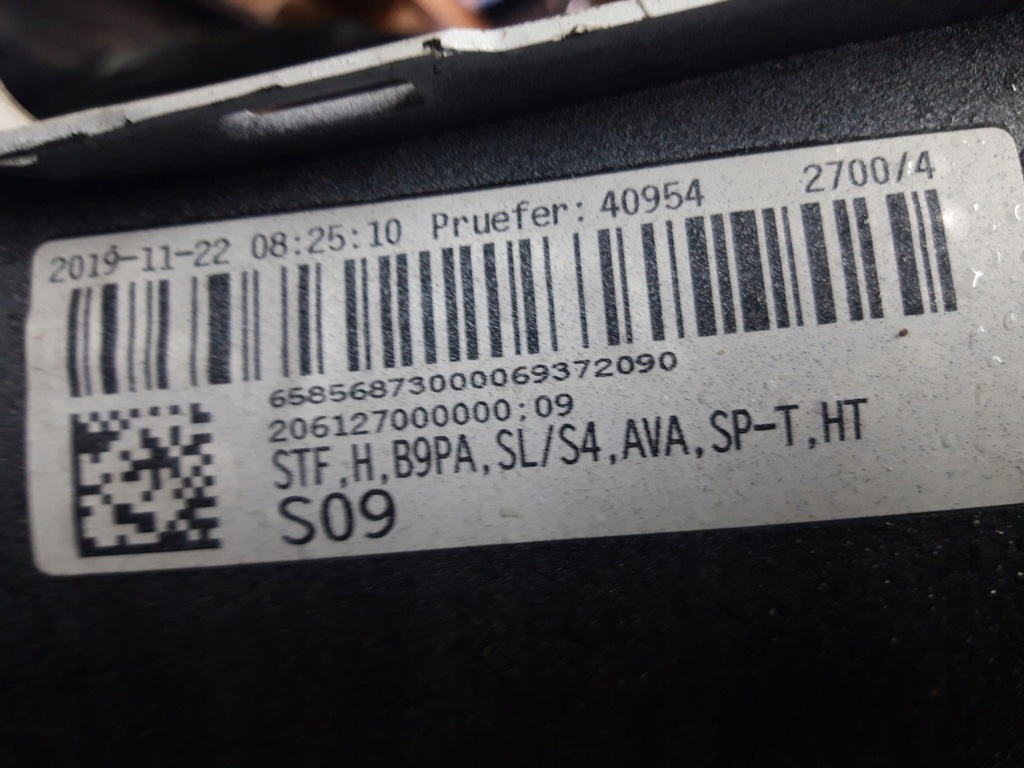 2019-11-22 08:25:10 Pruefer: 40954 2700/4
65856873000069372090
206127000000:09
STF,H,B9PA,SL/S4,AVA,SP-T,HT
S09